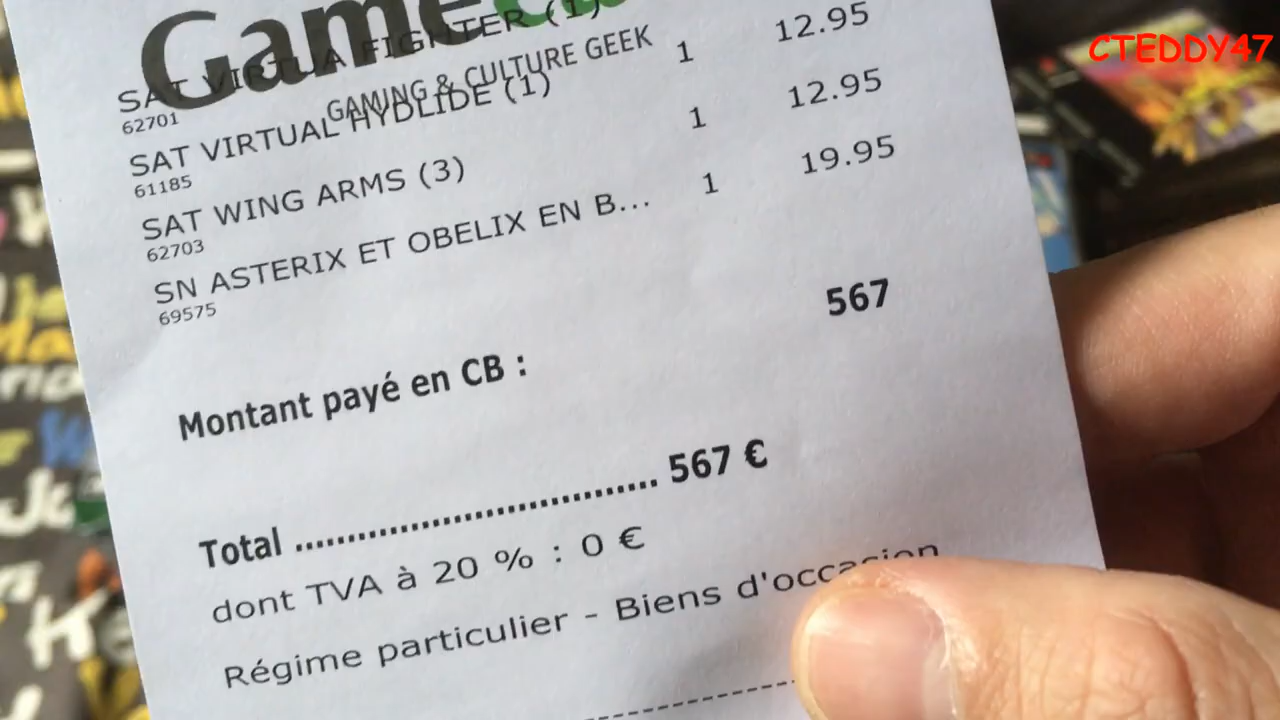 Game
CTEDDY47
SAT VIRTUA FIGHTER (1)
62701
GAMING & CULTURE GEEK
1 12.95
SAT VIRTUAL HYDLIDE (1)
61185
1 12.95
SAT WING ARMS (3)
62703
1 19.95
SN ASTERIX ET OBELIX EN B...
69575
567
Montant payé en CB :
Total .................................. 567 €
dont TVA à 20 % : 0 €
Régime particulier - Biens d'occasion